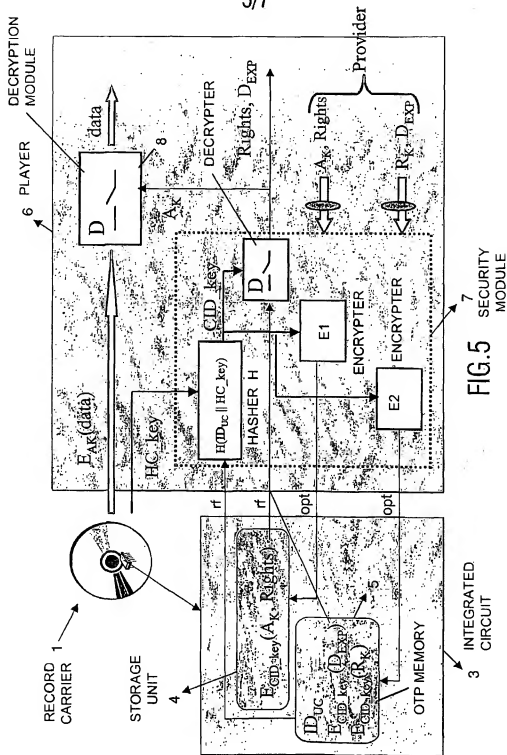 5/7
DECRYPTION
MODULE
6 PLAYER
D
8
data
A_K
E_AK(data)
HC_key
RECORD
CARRIER
1
STORAGE
UNIT
4
E_CID_key(A_K, Rights)
ID_UC
E_CID_key(D_EXP)
E_CID_key(R_K)
5
OTP MEMORY
3 INTEGRATED
CIRCUIT
rf
rf
opt
opt
H(ID_UC || HC_key)
HASHER H
CID_key
D
DECRYPTER
Rights, D_EXP
A_K, Rights
R_K, D_EXP
Provider
E1
ENCRYPTER
E2
ENCRYPTER
7 SECURITY
MODULE
FIG. 5